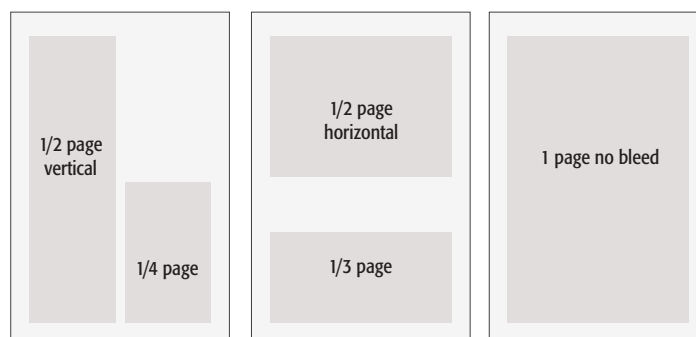 1/2 page
vertical
1/4 page
1/2 page
horizontal
1/3 page
1 page no bleed